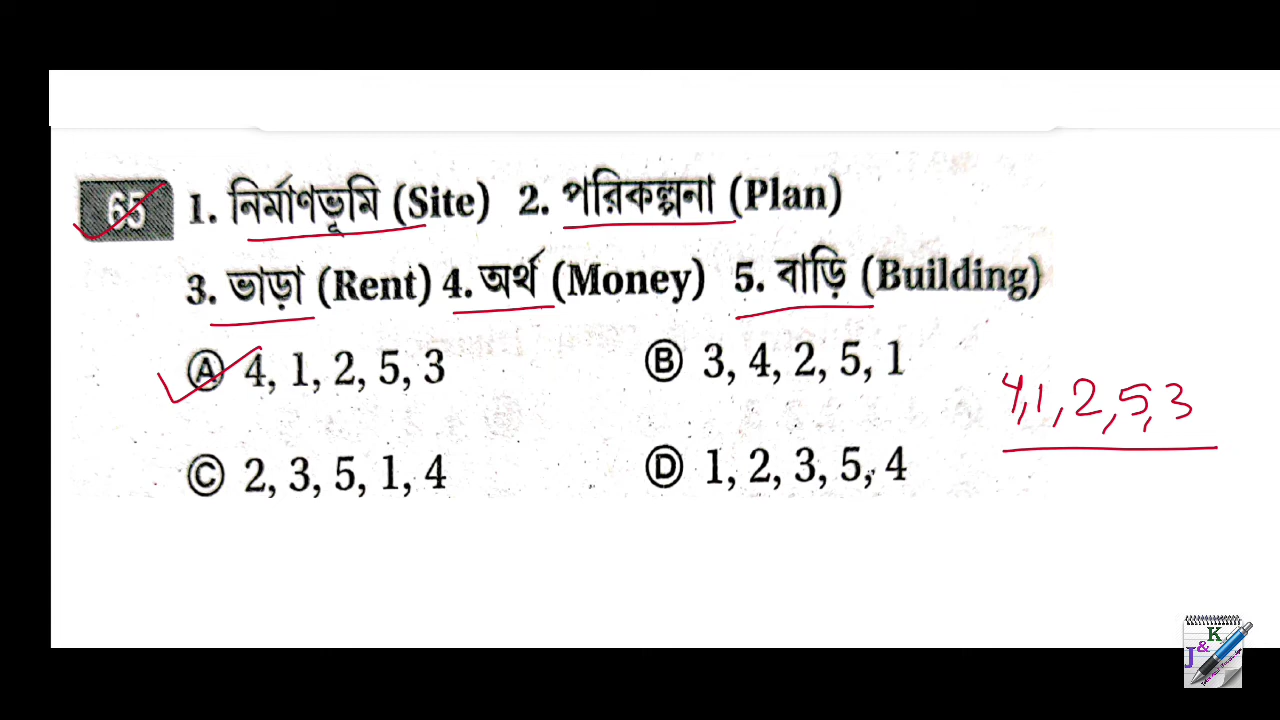 65 1. নির্মাণভূমি (Site) 2. পরিকল্পনা (Plan)
3. ভাড়া (Rent) 4. অর্থ (Money) 5. বাড়ি (Building)
Ⓐ 4, 1, 2, 5, 3 Ⓑ 3, 4, 2, 5, 1
4,1,2,5,3
Ⓒ 2, 3, 5, 1, 4 Ⓓ 1, 2, 3, 5, 4
J&K